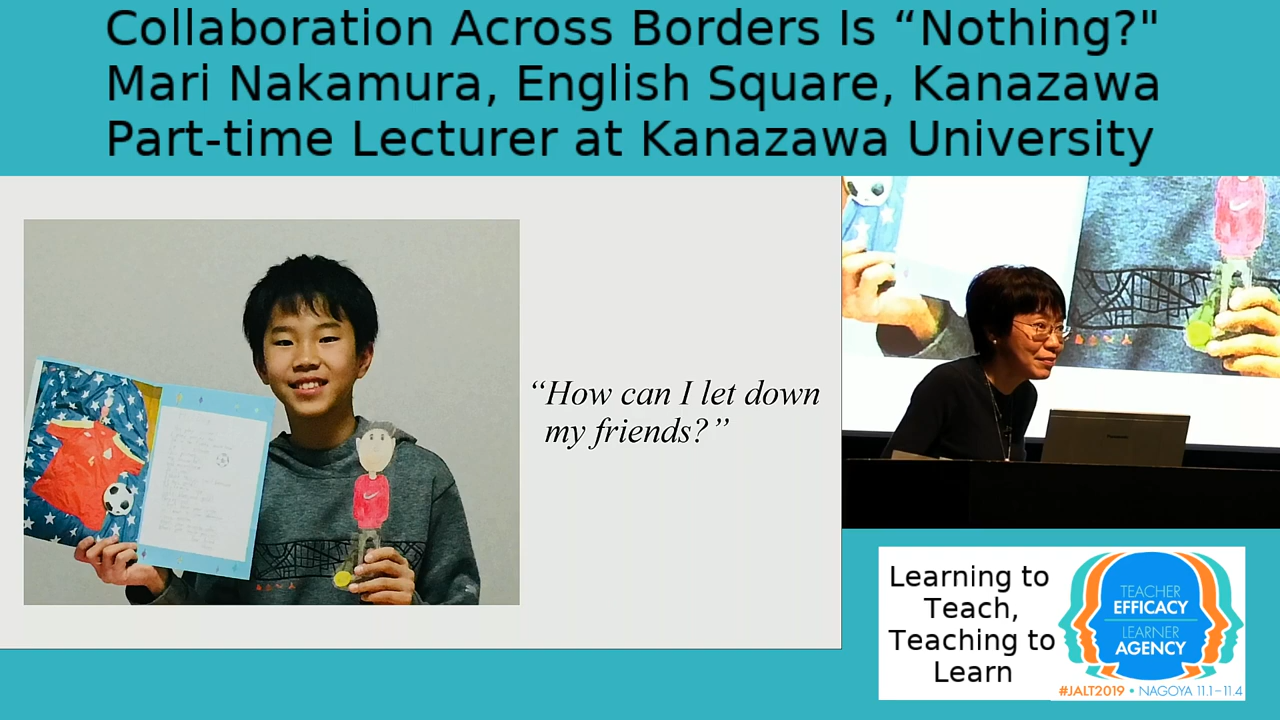 Collaboration Across Borders Is “Nothing?"
Mari Nakamura, English Square, Kanazawa
Part-time Lecturer at Kanazawa University
“How can I let down
my friends?”
Learning to
Teach,
Teaching to
Learn
TEACHER
EFFICACY
LEARNER
AGENCY
#JALT2019 • NAGOYA 11.1–11.4